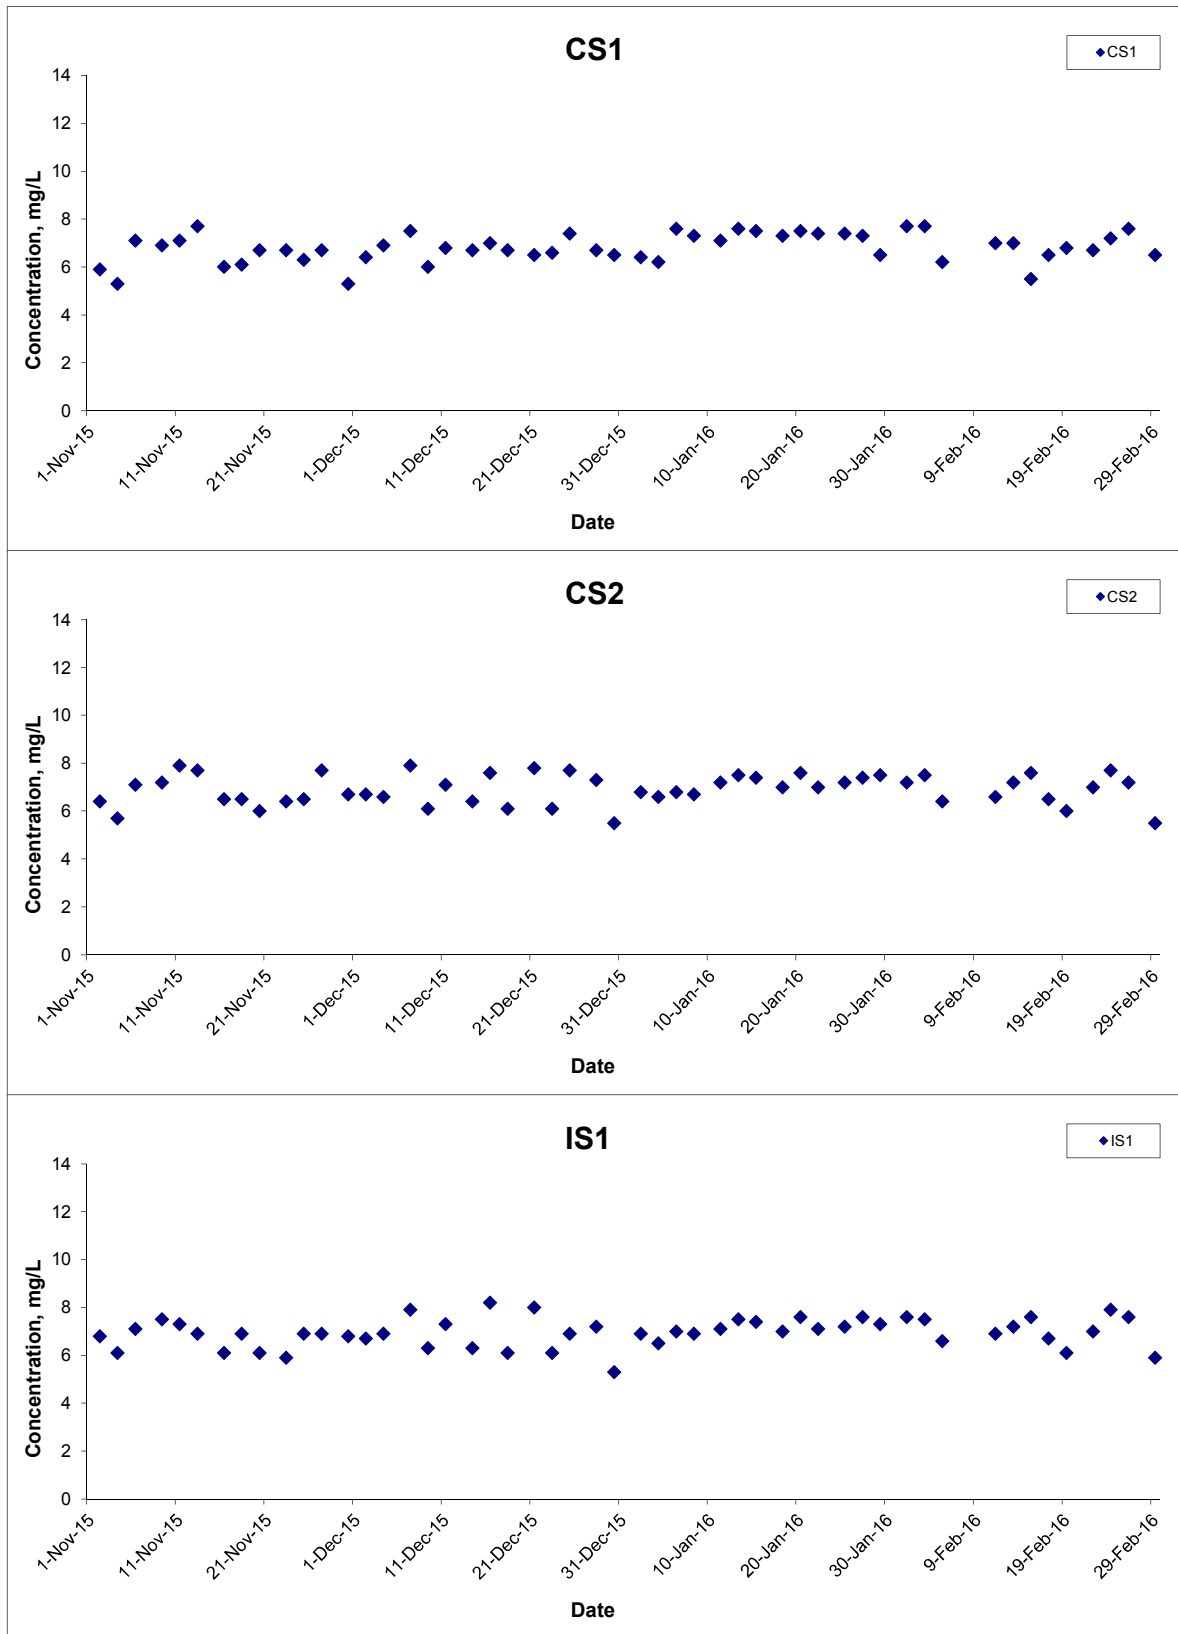 CS1
CS1
14
12
10
8
6
4
2
0
Concentration, mg/L
1-Nov-15
11-Nov-15
21-Nov-15
1-Dec-15
11-Dec-15
21-Dec-15
31-Dec-15
10-Jan-16
20-Jan-16
30-Jan-16
9-Feb-16
19-Feb-16
29-Feb-16
Date
CS2
CS2
14
12
10
8
6
4
2
0
Concentration, mg/L
1-Nov-15
11-Nov-15
21-Nov-15
1-Dec-15
11-Dec-15
21-Dec-15
31-Dec-15
10-Jan-16
20-Jan-16
30-Jan-16
9-Feb-16
19-Feb-16
29-Feb-16
Date
IS1
IS1
14
12
10
8
6
4
2
0
Concentration, mg/L
1-Nov-15
11-Nov-15
21-Nov-15
1-Dec-15
11-Dec-15
21-Dec-15
31-Dec-15
10-Jan-16
20-Jan-16
30-Jan-16
9-Feb-16
19-Feb-16
29-Feb-16
Date